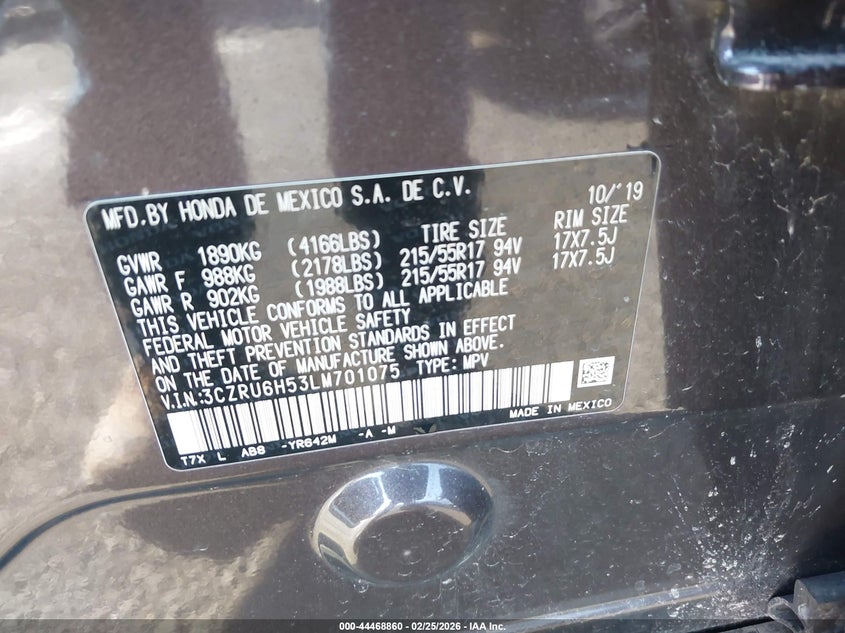 MFD. BY HONDA DE MEXICO S.A. DE C.V. 10/'19
TIRE SIZE RIM SIZE
GVWR 1890KG (4166LBS)
GAWR F 988KG (2178LBS) 215/55R17 94V 17X7.5J
GAWR R 902KG (1988LBS) 215/55R17 94V 17X7.5J
THIS VEHICLE CONFORMS TO ALL APPLICABLE
FEDERAL MOTOR VEHICLE SAFETY
AND THEFT PREVENTION STANDARDS IN EFFECT
ON THE DATE OF MANUFACTURE SHOWN ABOVE.
V.I.N:3CZRU6H53LM701075 TYPE: MPV
MADE IN MEXICO
T7X L AB8 -YR642M -A -M
000-44468860 - 02/25/2026 - IAA Inc.